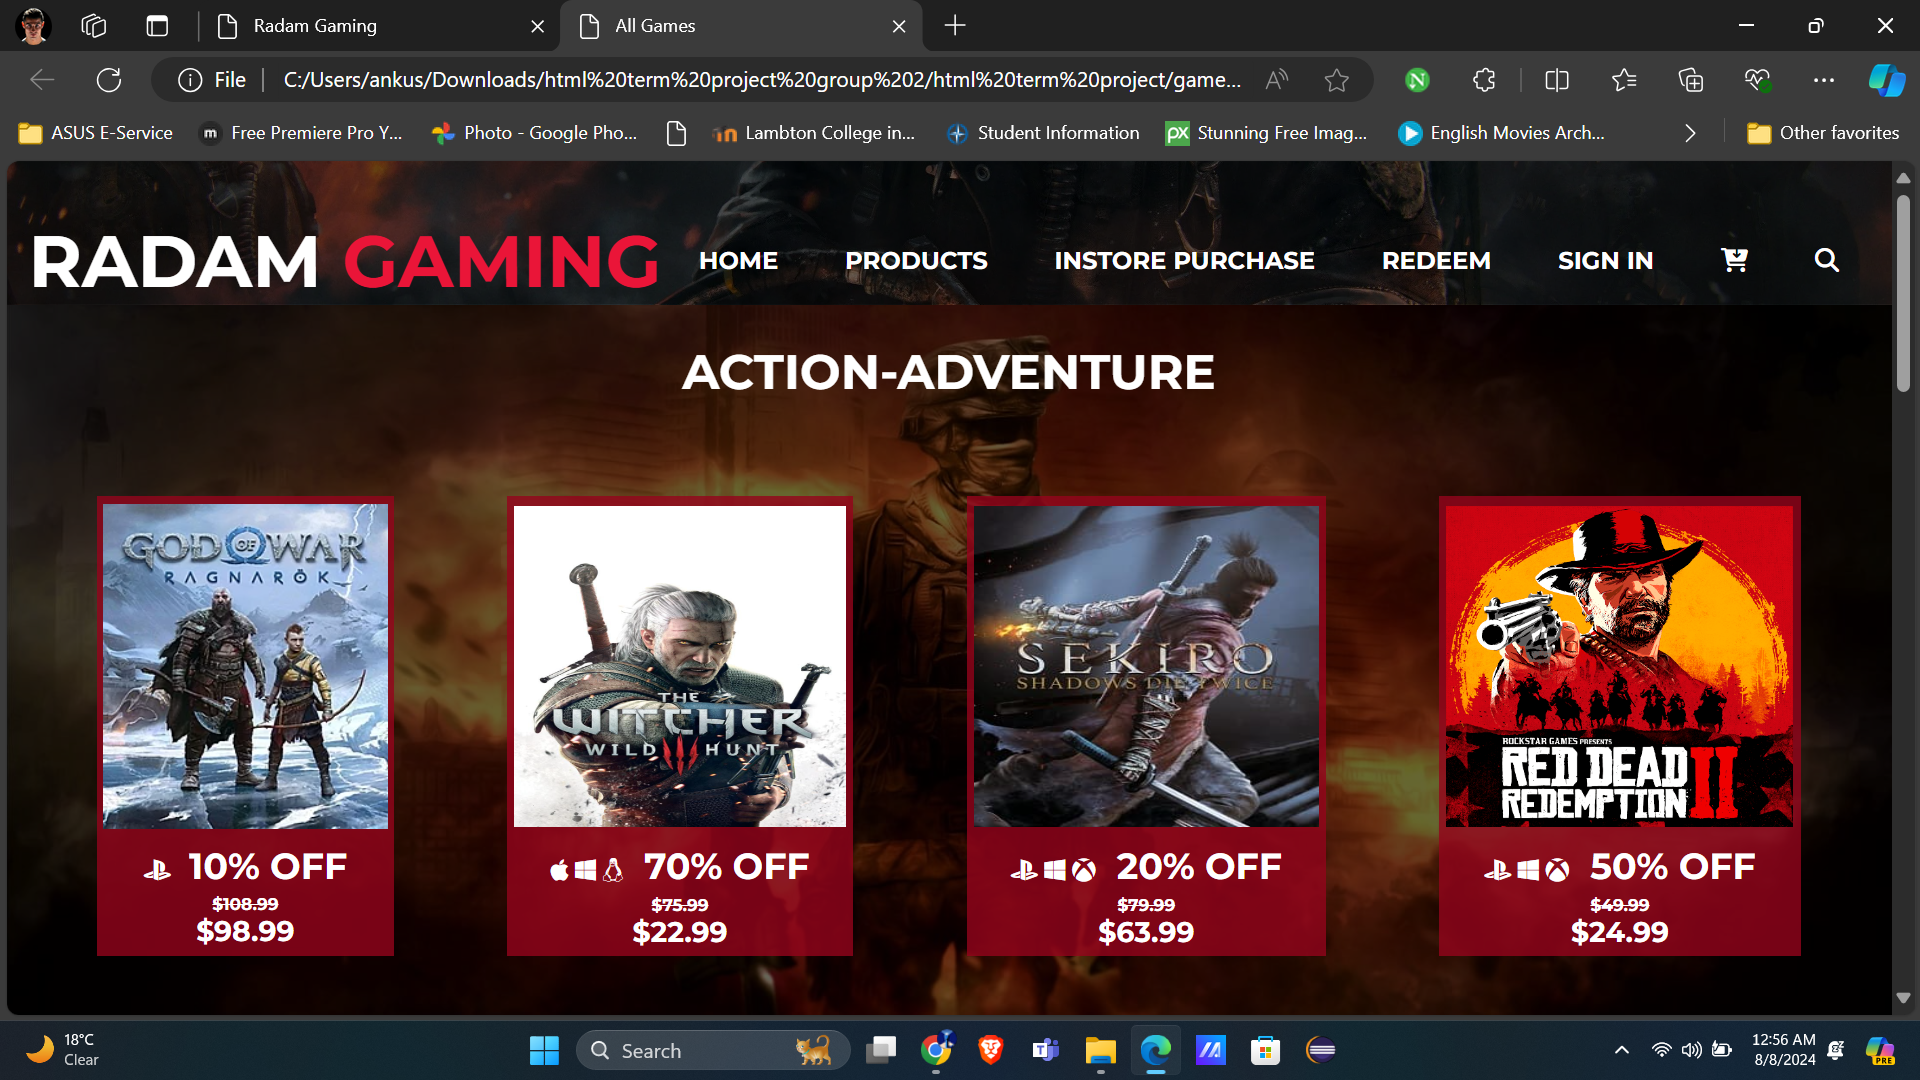 Radam Gaming
All Games
File
C:/Users/ankus/Downloads/html%20term%20project%20group%202/html%20term%20project/game...
ASUS E-Service
Free Premiere Pro Y...
Photo - Google Pho...
Lambton College in...
Student Information
Stunning Free Imag...
English Movies Arch...
Other favorites
RADAM GAMING
HOME
PRODUCTS
INSTORE PURCHASE
REDEEM
SIGN IN
ACTION-ADVENTURE
GOD OF WAR
RAGNARÖK
10% OFF
$108.99
$98.99
THE
WITCHER
WILD III HUNT
70% OFF
$75.99
$22.99
SEKIRO
SHADOWS DIE TWICE
20% OFF
$79.99
$63.99
ROCKSTAR GAMES PRESENTS
RED DEAD
REDEMPTION II
50% OFF
$49.99
$24.99
18°C
Clear
Search
12:56 AM
8/8/2024
PRE